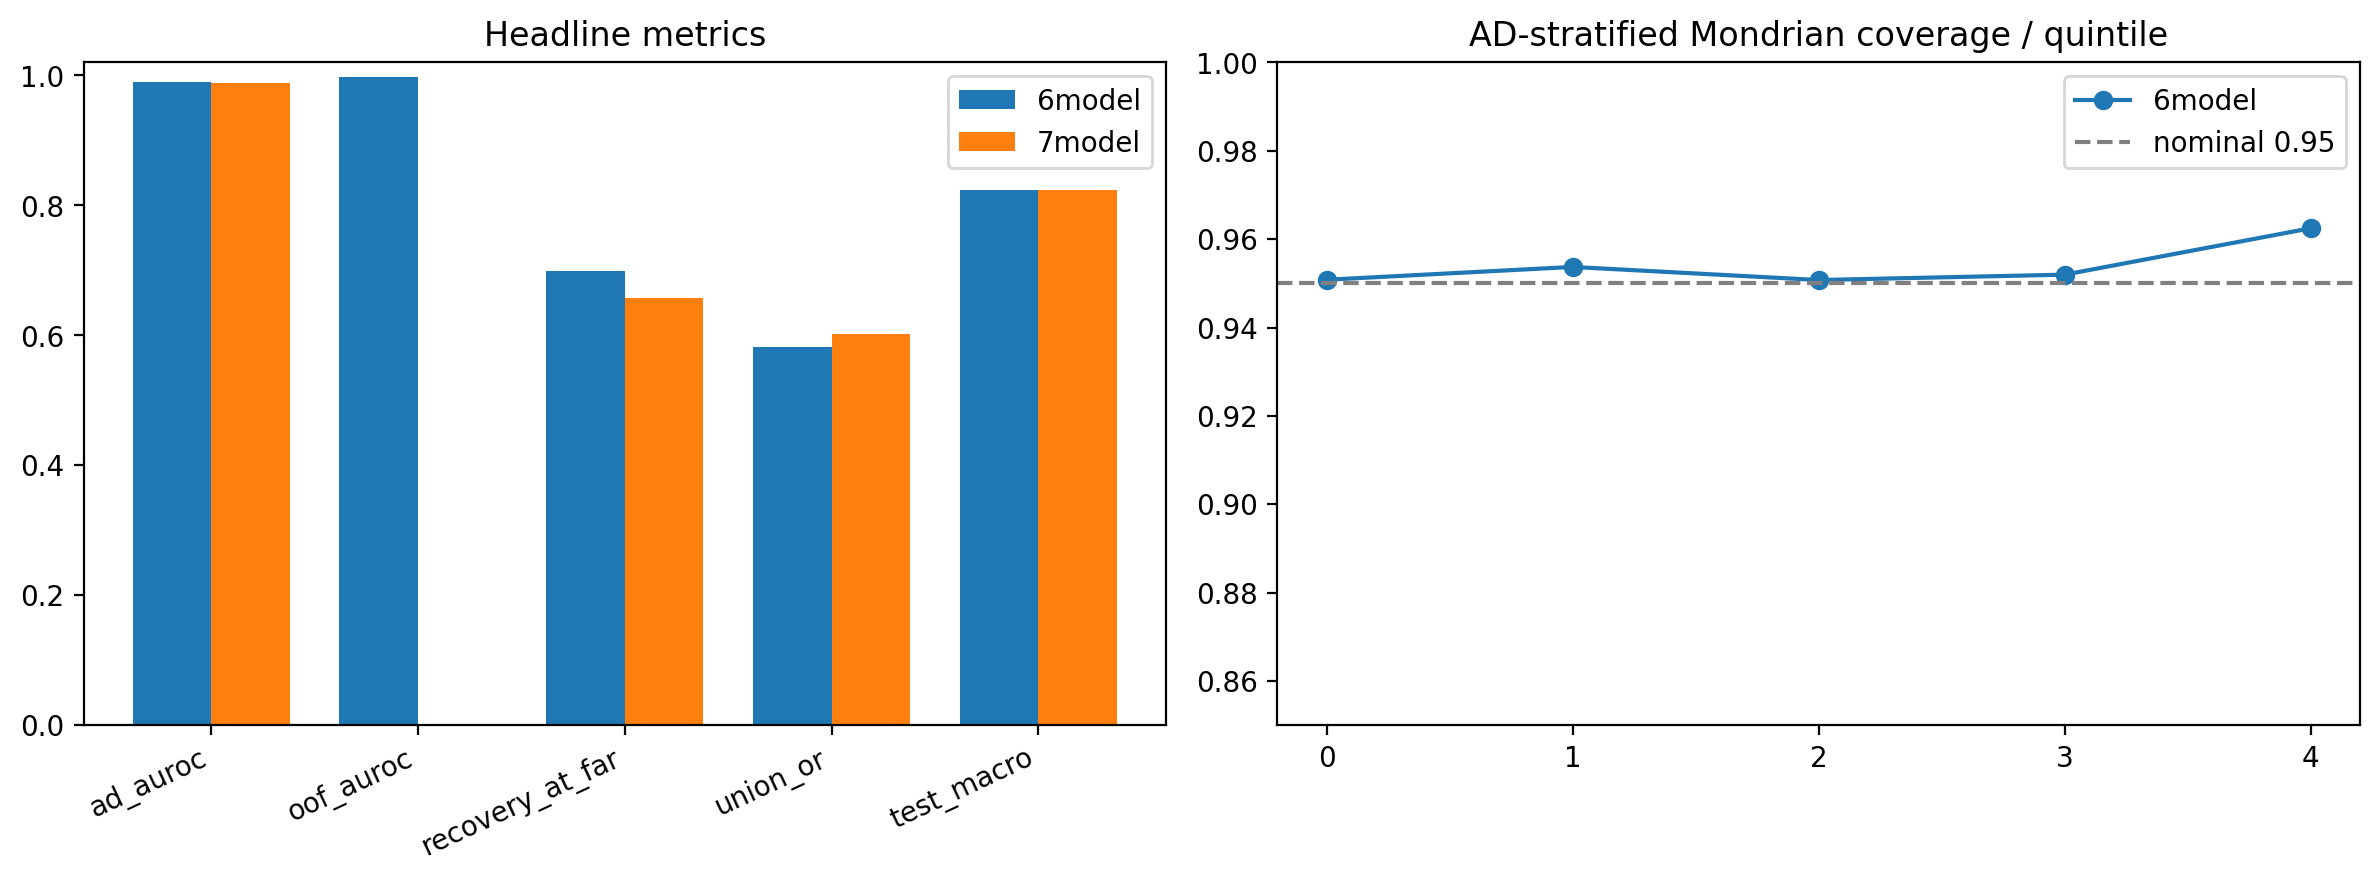 Headline metrics
1.0
0.8
0.6
0.4
0.2
0.0
6model
7model
ad_auroc
oof_auroc
recovery_at_far
union_or
test_macro
AD-stratified Mondrian coverage / quintile
1.00
0.98
0.96
0.94
0.92
0.90
0.88
0.86
6model
nominal 0.95
0
1
2
3
4